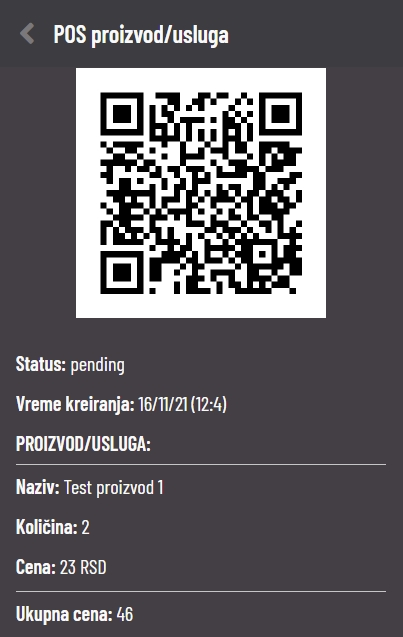 POS proizvod/usluga
Status: pending
Vreme kreiranja: 16/11/21 (12:4)
PROIZVOD/USLUGA:
Naziv: Test proizvod 1
Količina: 2
Cena: 23 RSD
Ukupna cena: 46